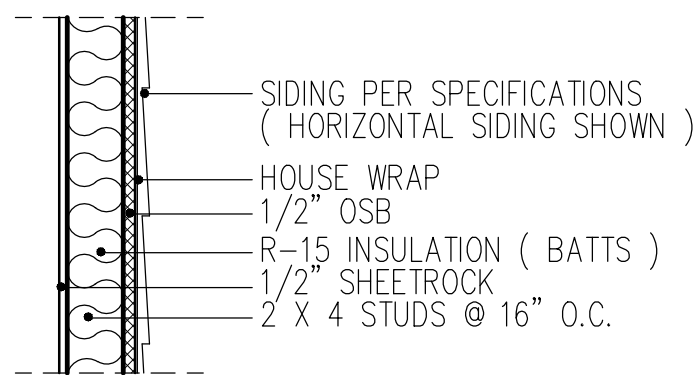 SIDING PER SPECIFICATIONS
( HORIZONTAL SIDING SHOWN )
HOUSE WRAP
1/2" OSB
R-15 INSULATION ( BATTS )
1/2" SHEETROCK
2 X 4 STUDS @ 16" O.C.